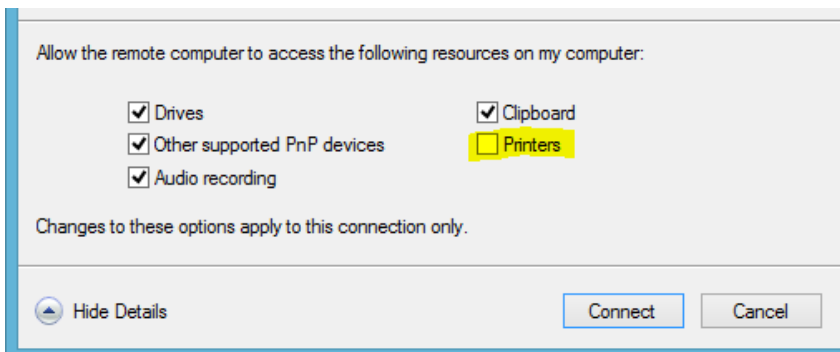 Allow the remote computer to access the following resources on my computer:
Drives
Clipboard
Other supported PnP devices
Printers
Audio recording
Changes to these options apply to this connection only.
Hide Details
Connect
Cancel